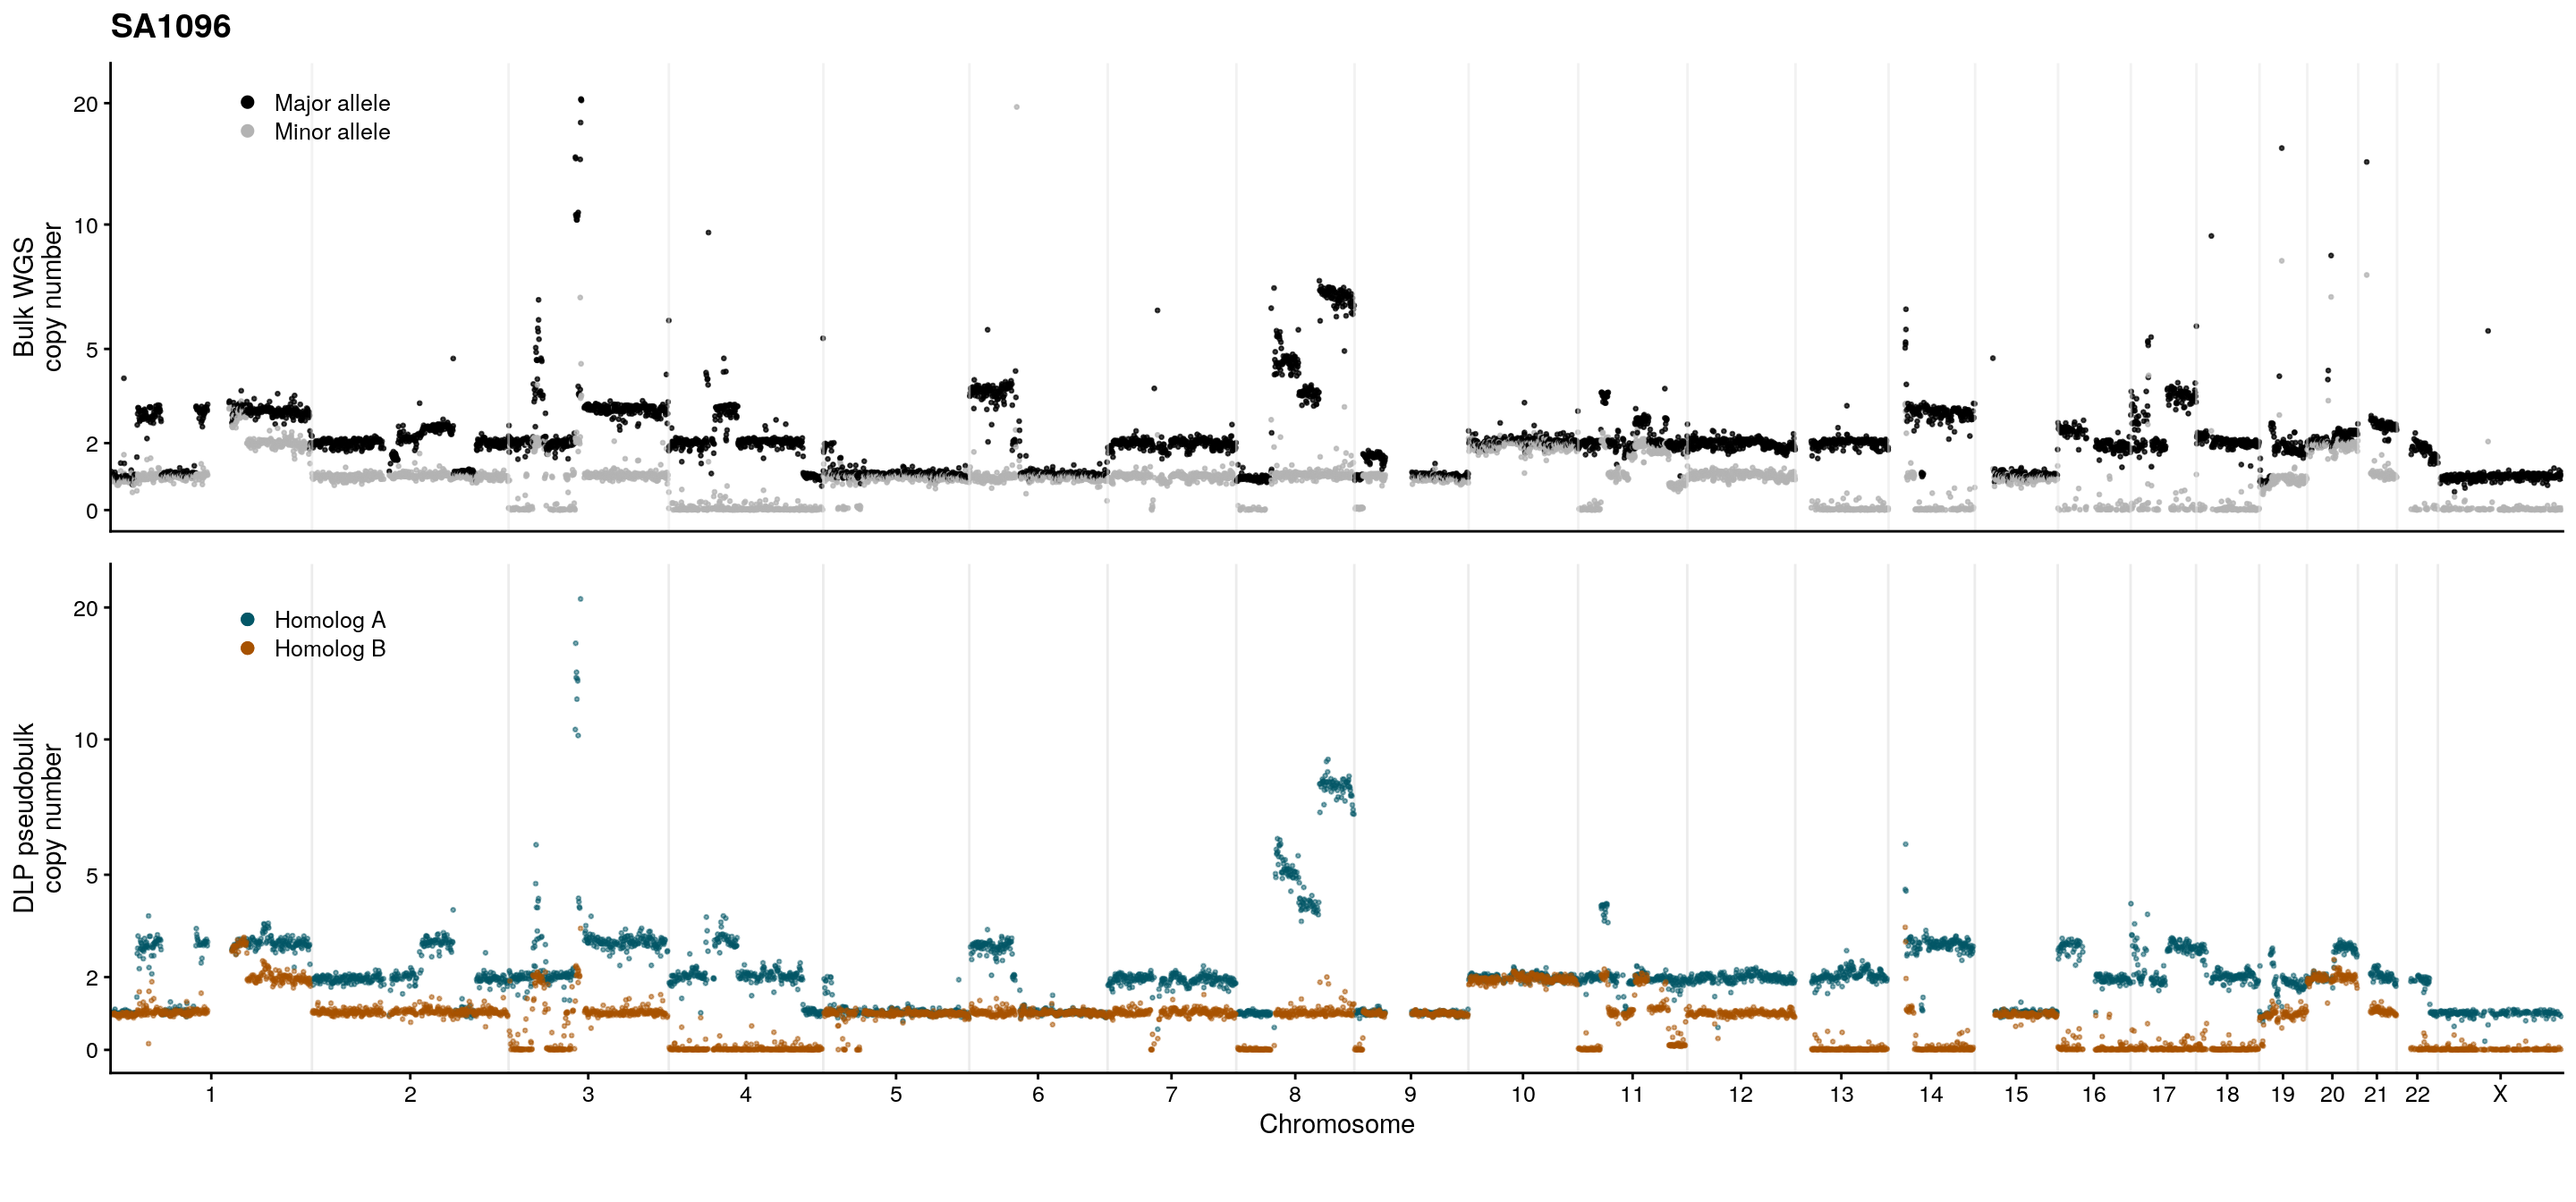 SA1096
Bulk WGS
copy number
20
10
5
2
0
Major allele
Minor allele
DLP pseudobulk
copy number
20
10
5
2
0
Homolog A
Homolog B
1 2 3 4 5 6 7 8 9 10 11 12 13 14 15 16 17 18 19 20 21 22 X
Chromosome